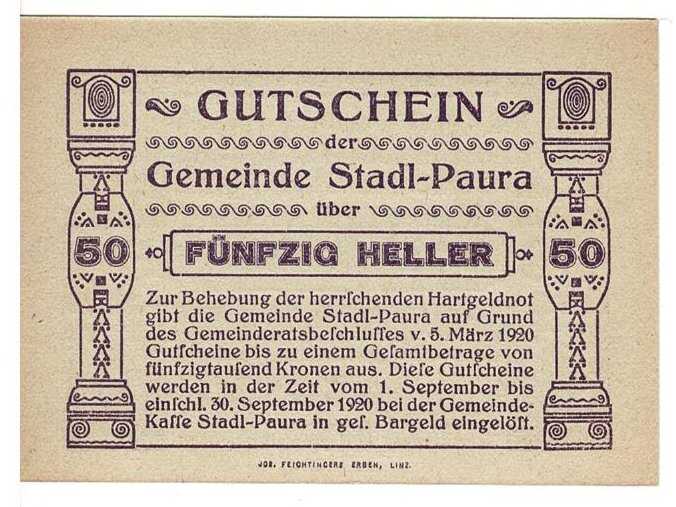 GUTSCHEIN
der
Gemeinde Stadl-Paura
über
50 FÜNFZIG HELLER 50
Zur Behebung der herrſchenden Hartgeldnot
gibt die Gemeinde Stadl-Paura auf Grund
des Gemeinderatsbeſchluſſes v. 5. März 1920
Gutſcheine bis zu einem Geſamtbetrage von
fünfzigtauſend Kronen aus. Dieſe Gutſcheine
werden in der Zeit vom 1. September bis
einſchl. 30. September 1920 bei der Gemeinde-
Kaſſe Stadl-Paura in geſ. Bargeld eingelöſt.
JOS. FEICHTINGERS ERBEN, LINZ.